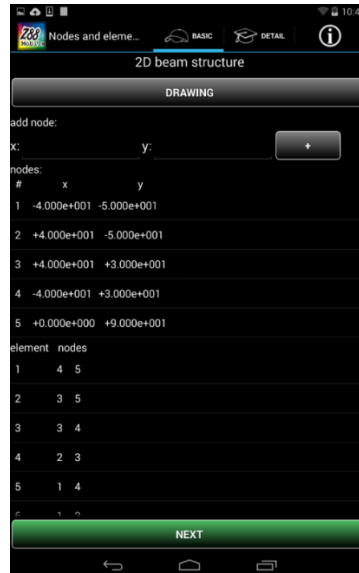 10:4
Z88 Mobile Nodes and eleme... BASIC DETAIL i
2D beam structure
DRAWING
add node:
x: y: +
nodes:
# x y
1 -4.000e+001 -5.000e+001
2 +4.000e+001 -5.000e+001
3 +4.000e+001 +3.000e+001
4 -4.000e+001 +3.000e+001
5 +0.000e+000 +9.000e+001
element nodes
1 4 5
2 3 5
3 3 4
4 2 3
5 1 4
6 1 2
NEXT